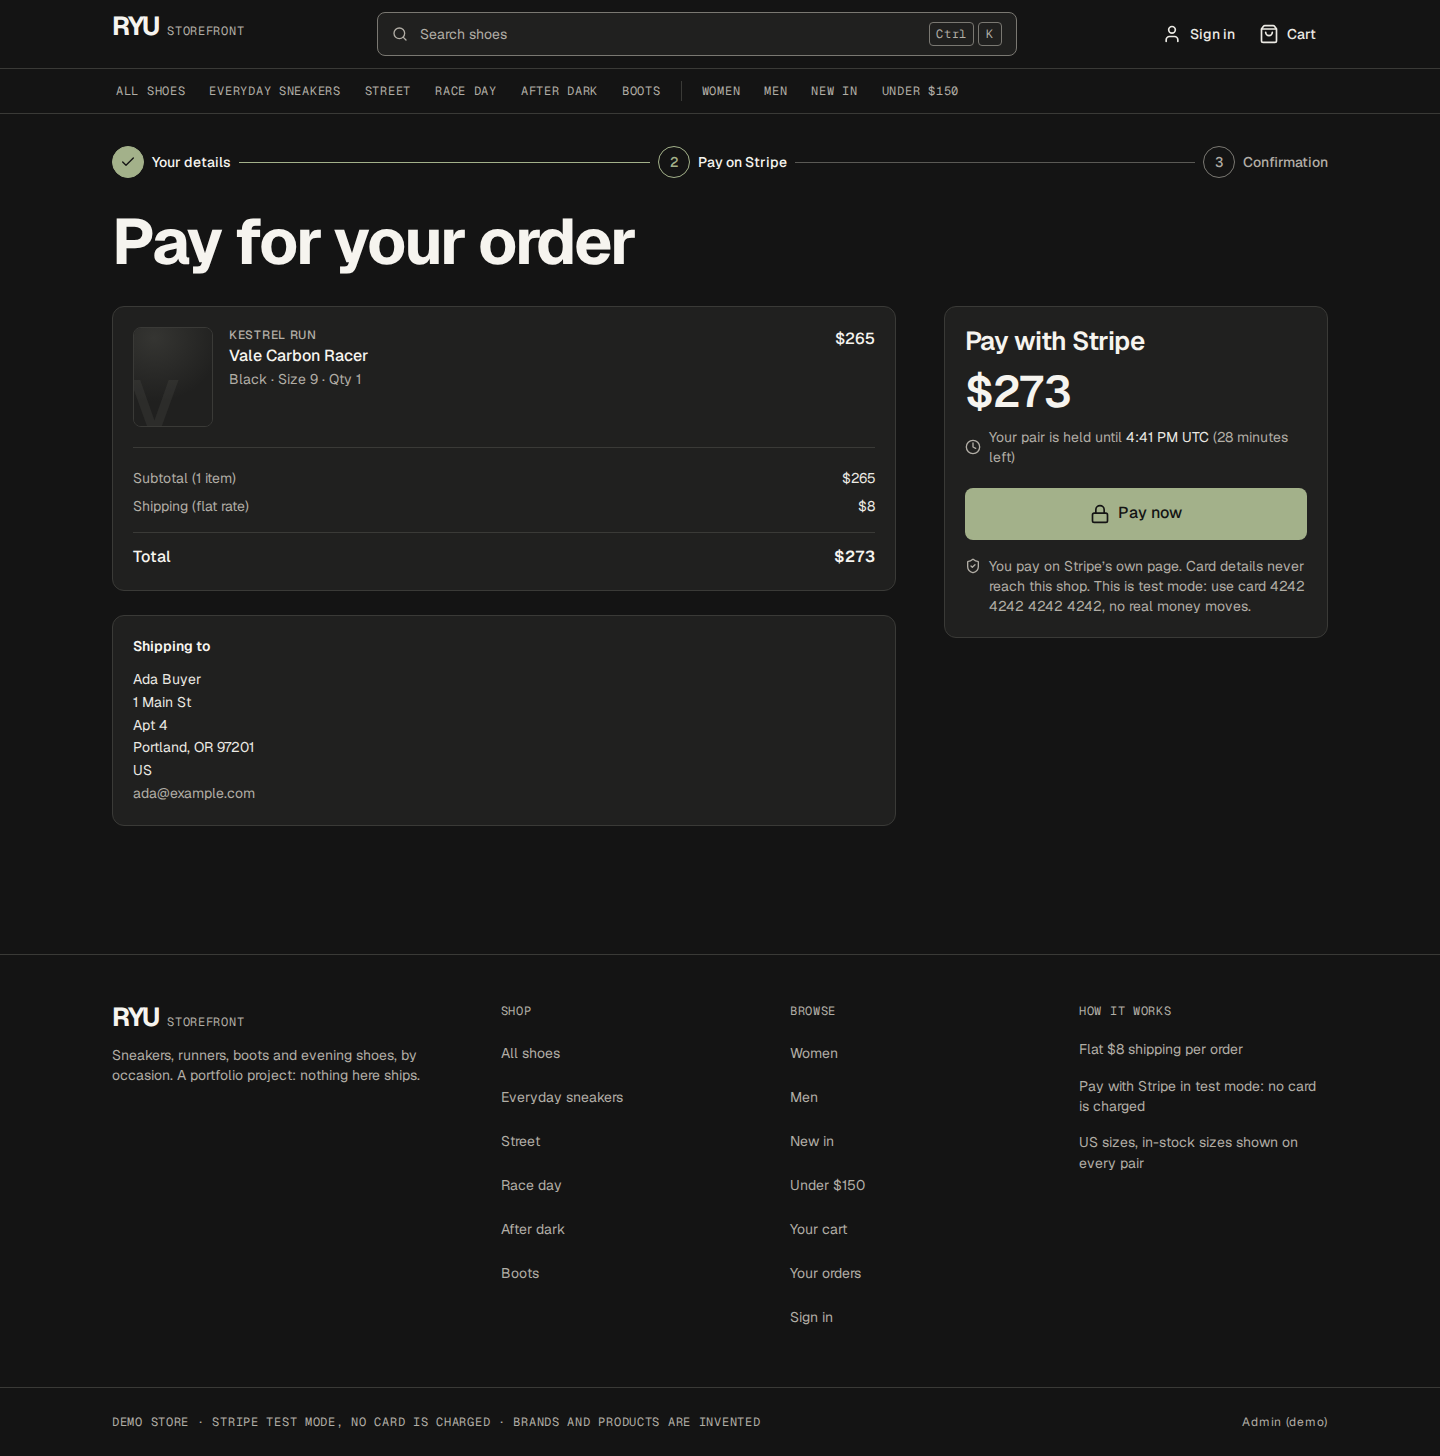 RYU STOREFRONT
Search shoes
Ctrl K
Sign in
Cart
ALL SHOES EVERYDAY SNEAKERS STREET RACE DAY AFTER DARK BOOTS WOMEN MEN NEW IN UNDER $150
Your details
2 Pay on Stripe
3 Confirmation
Pay for your order
V
KESTREL RUN
Vale Carbon Racer
Black · Size 9 · Qty 1
$265
Subtotal (1 item) $265
Shipping (flat rate) $8
Total $273
Shipping to
Ada Buyer
1 Main St
Apt 4
Portland, OR 97201
US
ada@example.com
Pay with Stripe
$273
Your pair is held until 4:41 PM UTC (28 minutes
left)
Pay now
You pay on Stripe's own page. Card details never
reach this shop. This is test mode: use card 4242
4242 4242 4242, no real money moves.
RYU STOREFRONT
Sneakers, runners, boots and evening shoes, by
occasion. A portfolio project: nothing here ships.
SHOP
All shoes
Everyday sneakers
Street
Race day
After dark
Boots
BROWSE
Women
Men
New in
Under $150
Your cart
Your orders
Sign in
HOW IT WORKS
Flat $8 shipping per order
Pay with Stripe in test mode: no card
is charged
US sizes, in-stock sizes shown on
every pair
DEMO STORE · STRIPE TEST MODE, NO CARD IS CHARGED · BRANDS AND PRODUCTS ARE INVENTED
Admin (demo)